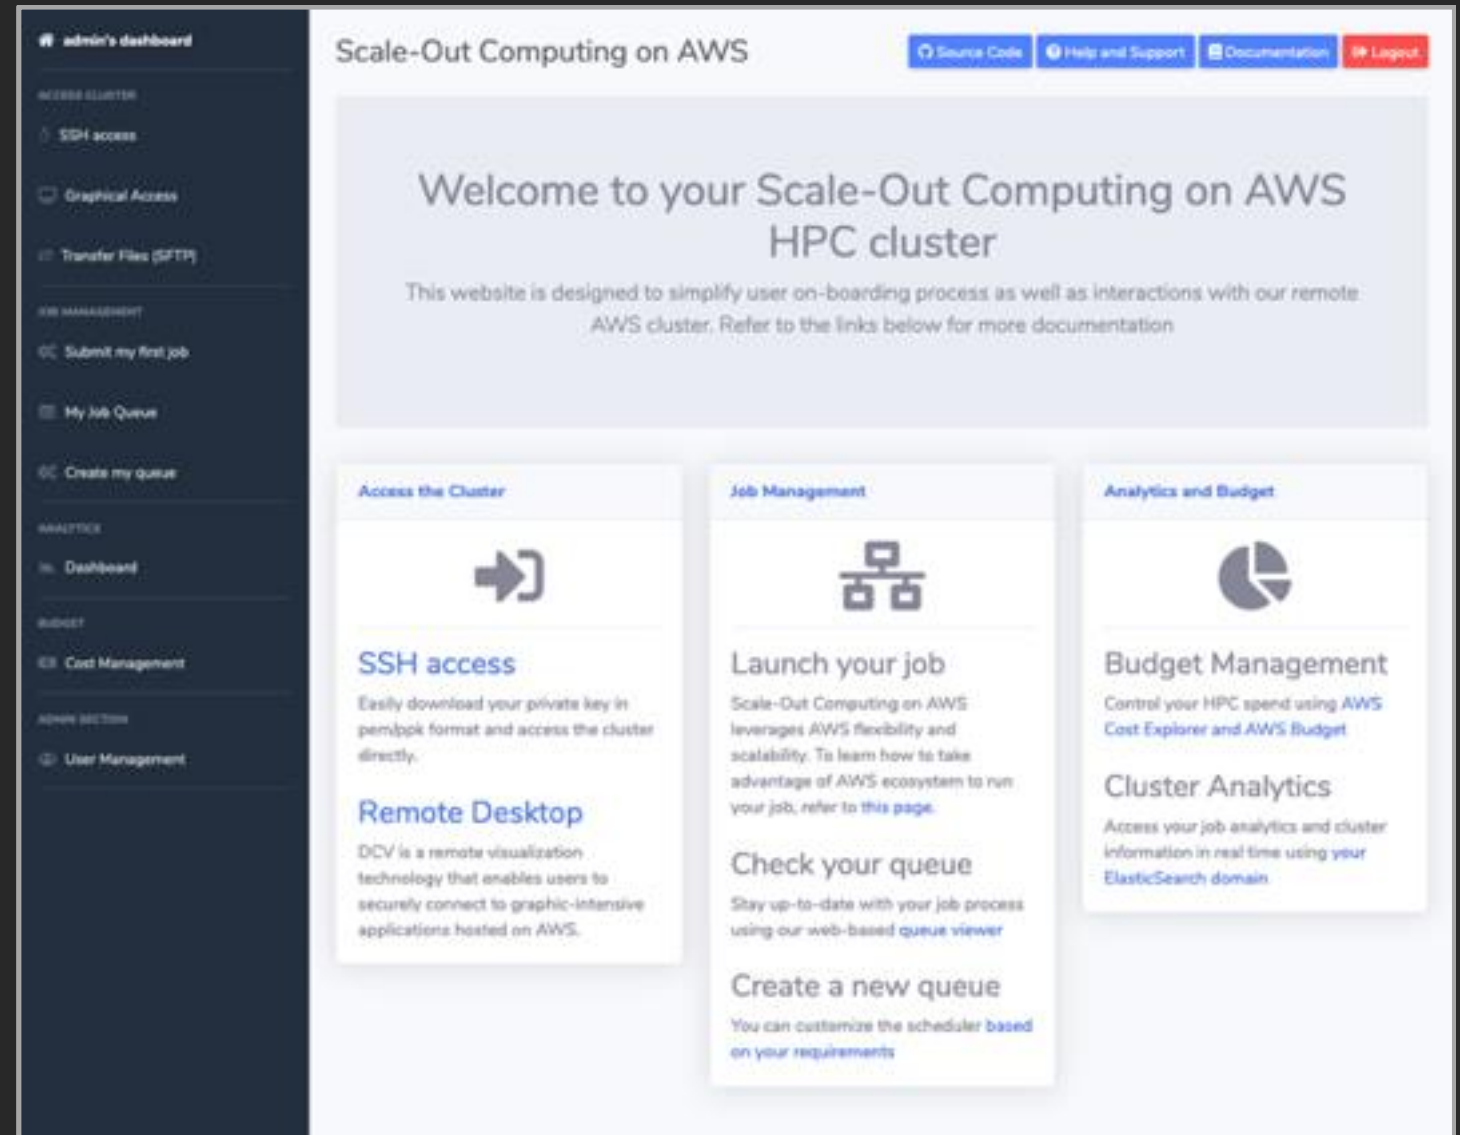 admin's dashboard
ACCESS CLUSTER
SSH access
Graphical Access
Transfer Files (SFTP)
JOB MANAGEMENT
Submit my first job
My Job Queue
Create my queue
ANALYTICS
Dashboard
BUDGET
Cost Management
ADMIN SECTION
User Management
Scale-Out Computing on AWS
Source Code
Help and Support
Documentation
Logout
Welcome to your Scale-Out Computing on AWS
HPC cluster
This website is designed to simplify user on-boarding process as well as interactions with our remote
AWS cluster. Refer to the links below for more documentation
Access the Cluster
SSH access
Easily download your private key in
pem/ppk format and access the cluster
directly.
Remote Desktop
DCV is a remote visualization
technology that enables users to
securely connect to graphic-intensive
applications hosted on AWS.
Job Management
Launch your job
Scale-Out Computing on AWS
leverages AWS flexibility and
scalability. To learn how to take
advantage of AWS ecosystem to run
your job, refer to this page.
Check your queue
Stay up-to-date with your job process
using our web-based queue viewer
Create a new queue
You can customize the scheduler based
on your requirements
Analytics and Budget
Budget Management
Control your HPC spend using AWS
Cost Explorer and AWS Budget
Cluster Analytics
Access your job analytics and cluster
information in real time using your
ElasticSearch domain